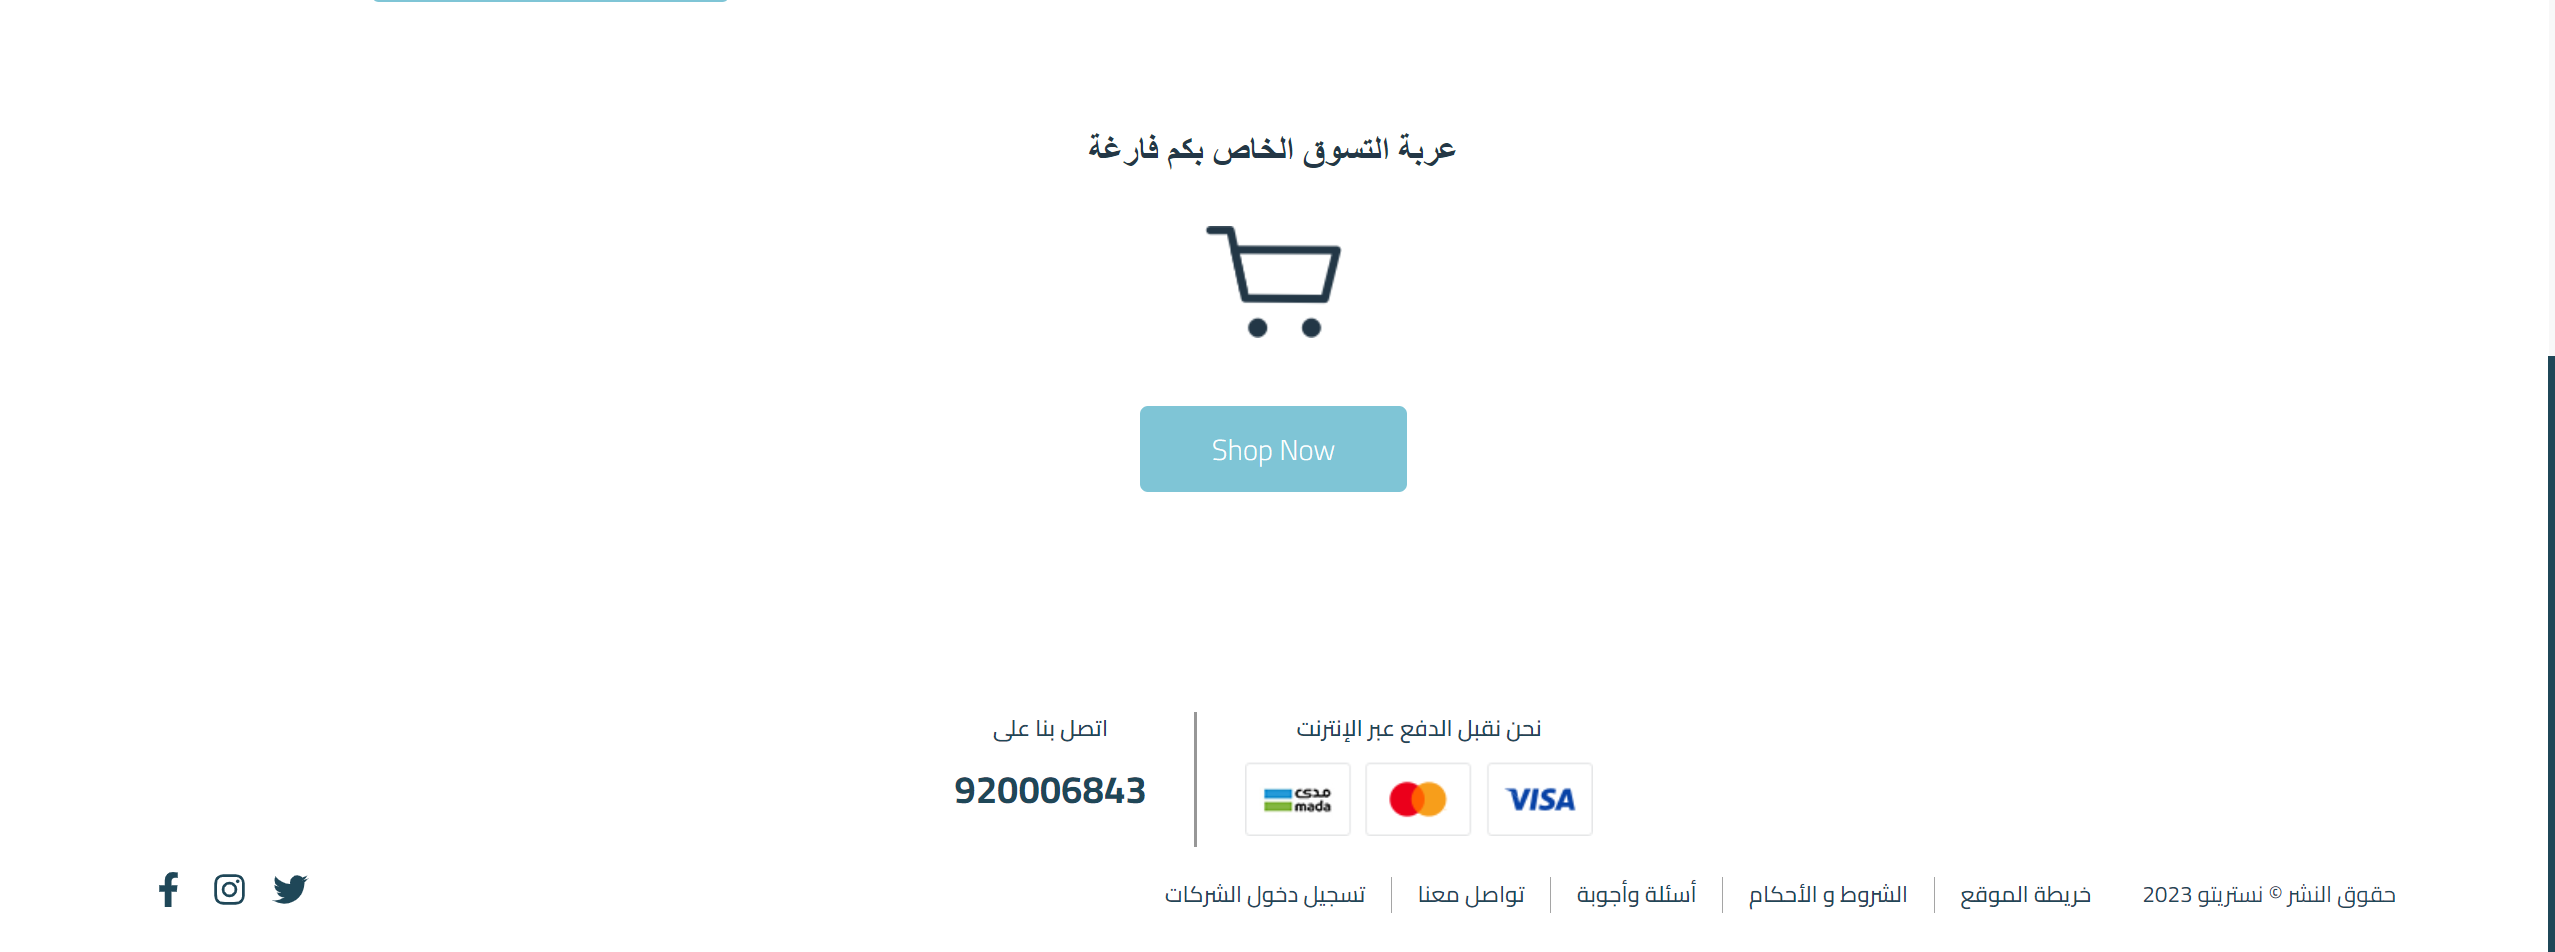 عربة التسوق الخاص بكم فارغة
Shop Now
نحن نقبل الدفع عبر الإنترنت
VISA
مدى
mada
اتصل بنا على
920006843
حقوق النشر © نستريتو 2023
خريطة الموقع
الشروط و الأحكام
أسئلة وأجوبة
تواصل معنا
تسجيل دخول الشركات